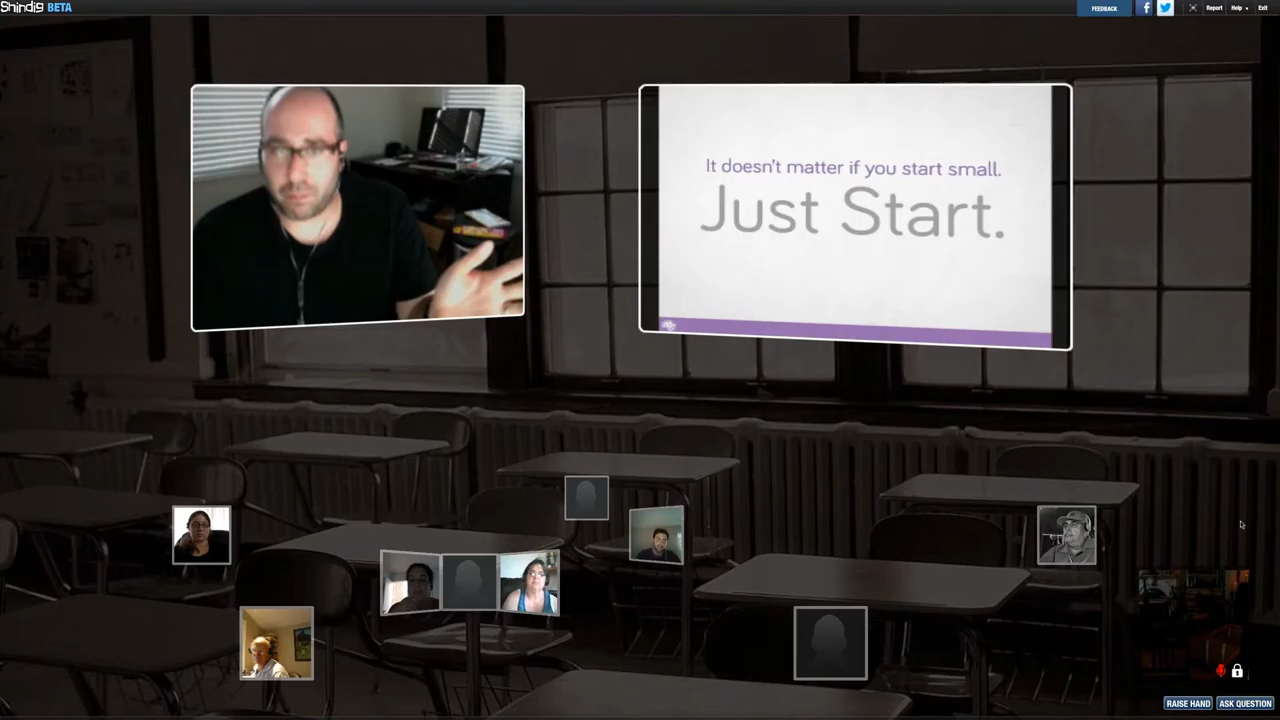 Shindig BETA
FEEDBACK
f
Report
Help
Exit
It doesn't matter if you start small.
Just Start.
RAISE HAND
ASK QUESTION